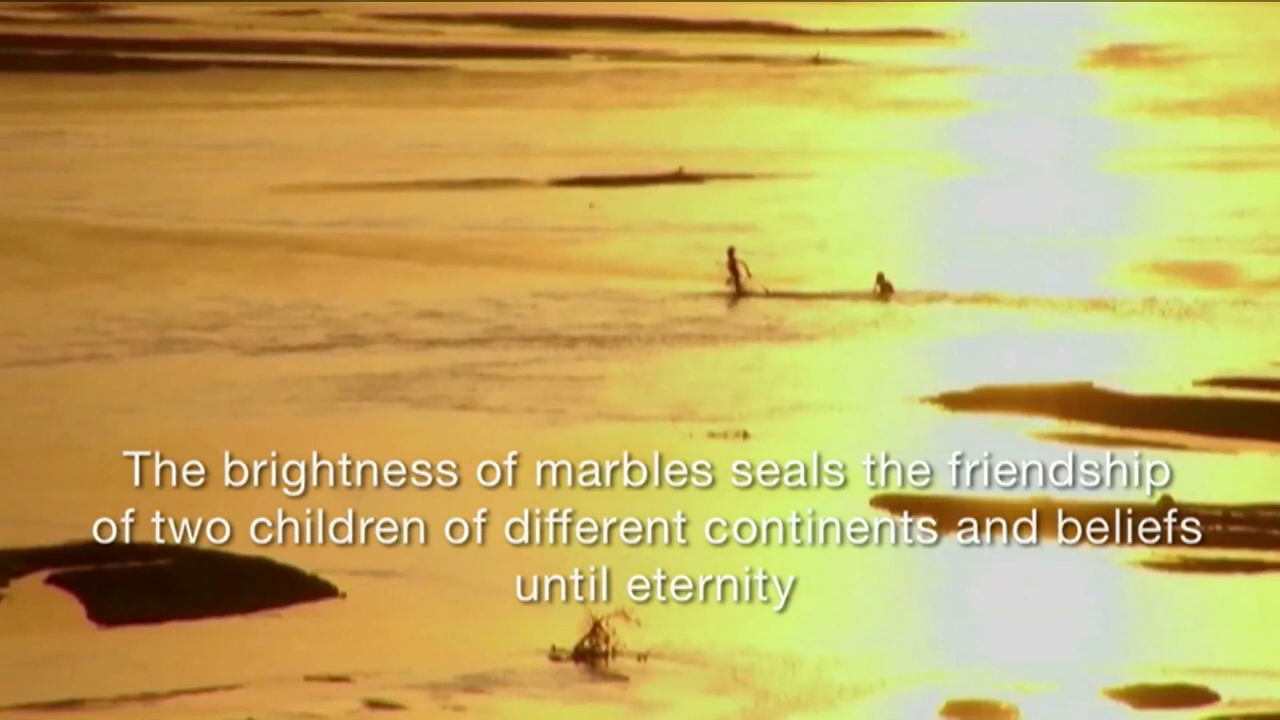 The brightness of marbles seals the friendship
of two children of different continents and beliefs
until eternity